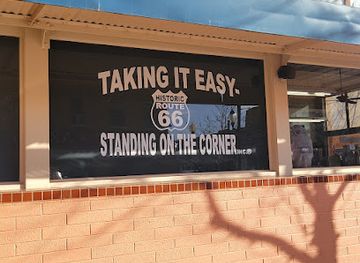 TAKING IT EASY-
HISTORIC
ROUTE
66
STANDING ON THE CORNER